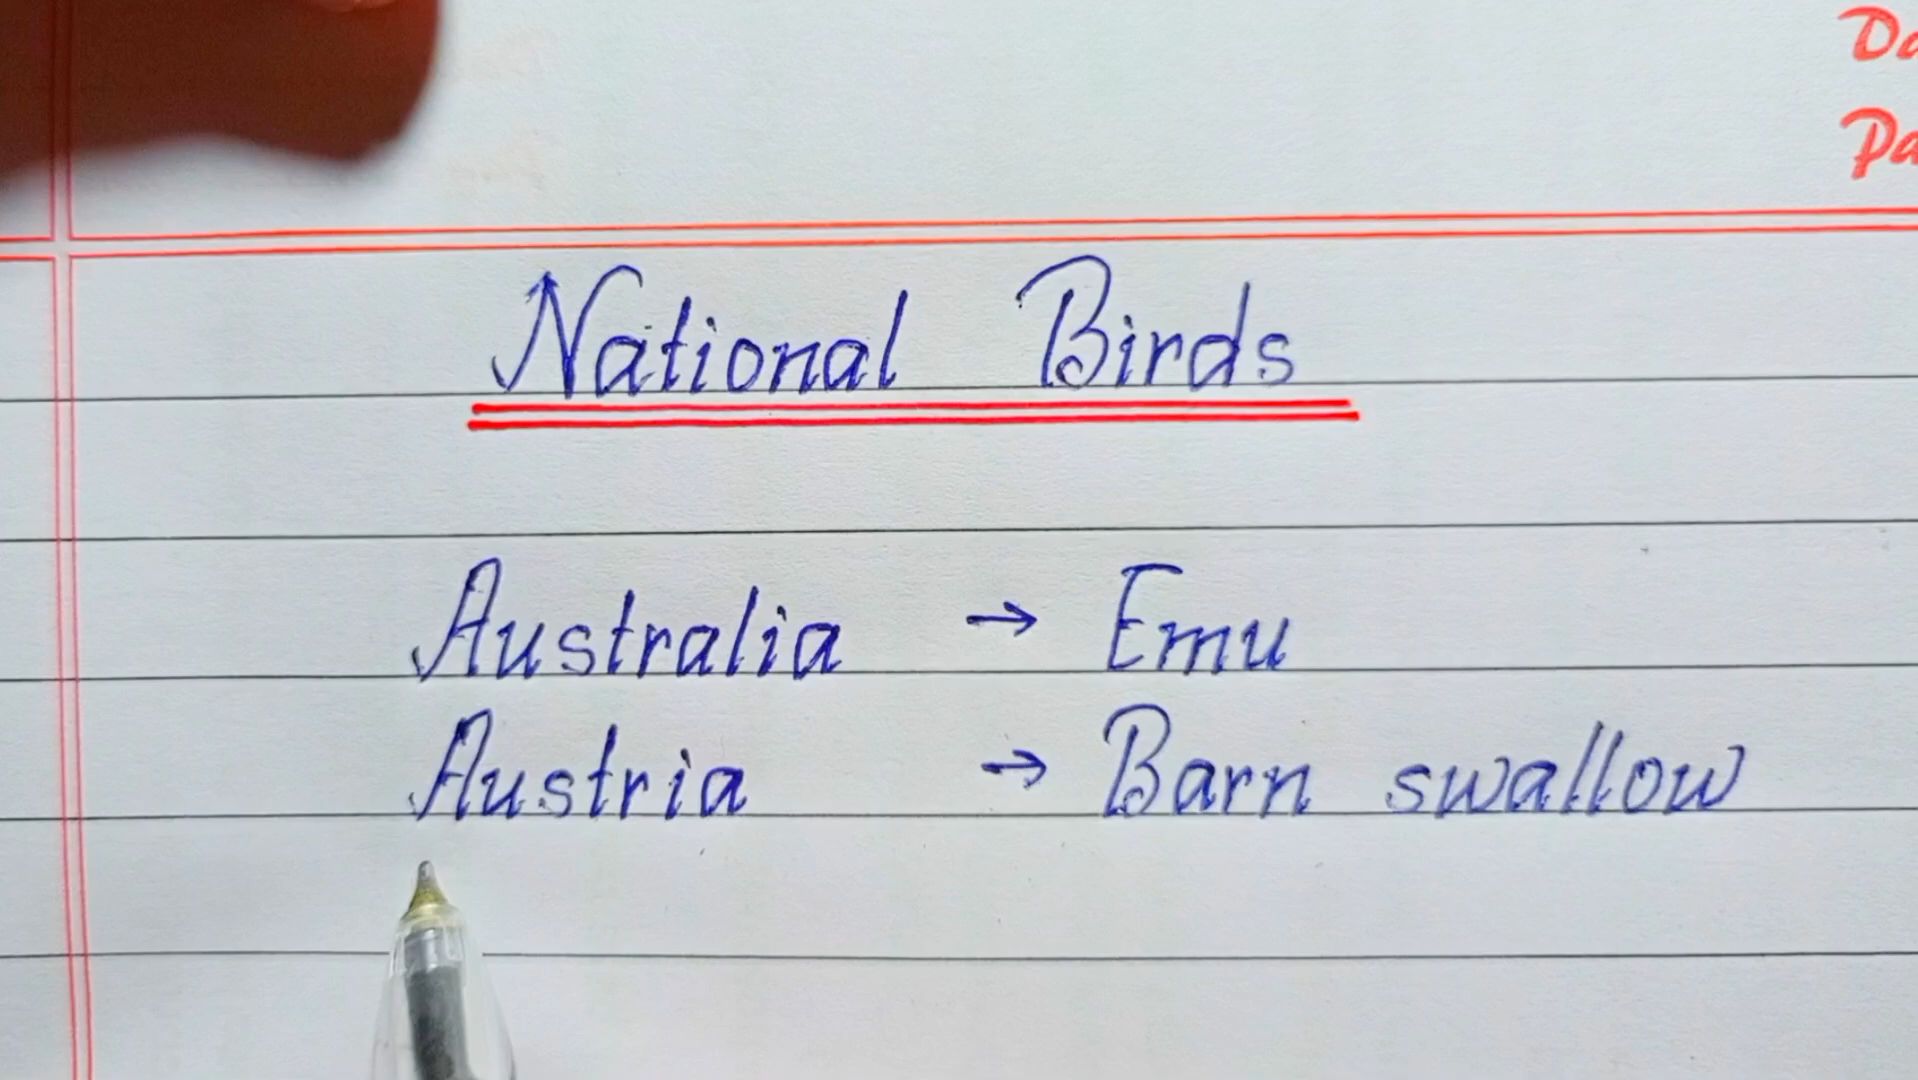 National Birds
Australia → Emu
Austria → Barn swallow